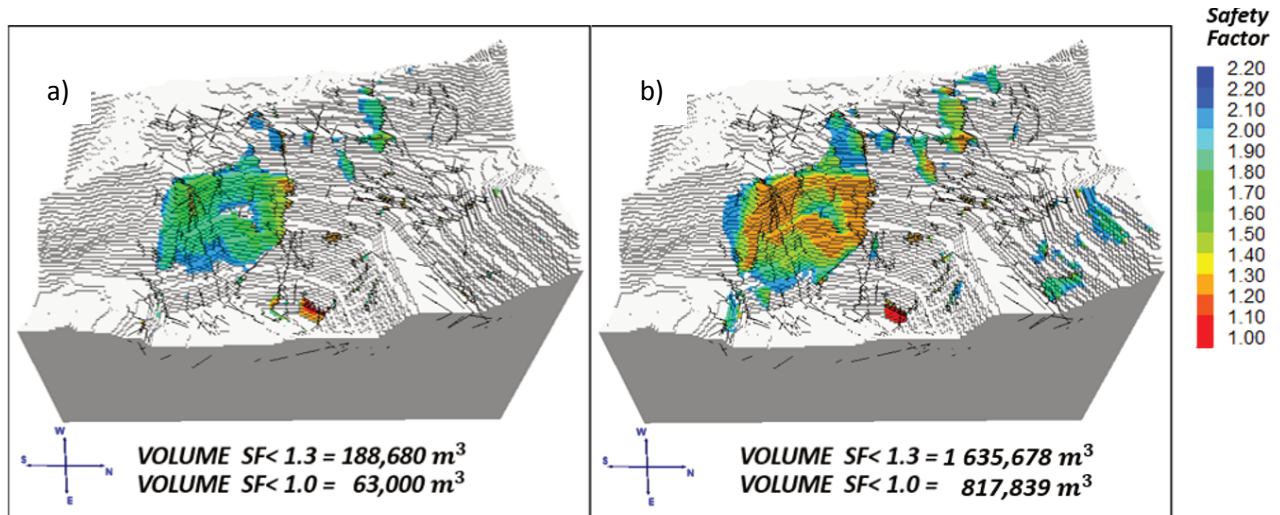 a)
W
S
N
E
VOLUME SF< 1.3 = 188,680 m³
VOLUME SF< 1.0 = 63,000 m³
b)
W
S
N
E
VOLUME SF< 1.3 = 1 635,678 m³
VOLUME SF< 1.0 = 817,839 m³
Safety
Factor
2.20
2.20
2.10
2.00
1.90
1.80
1.70
1.60
1.50
1.40
1.30
1.20
1.10
1.00